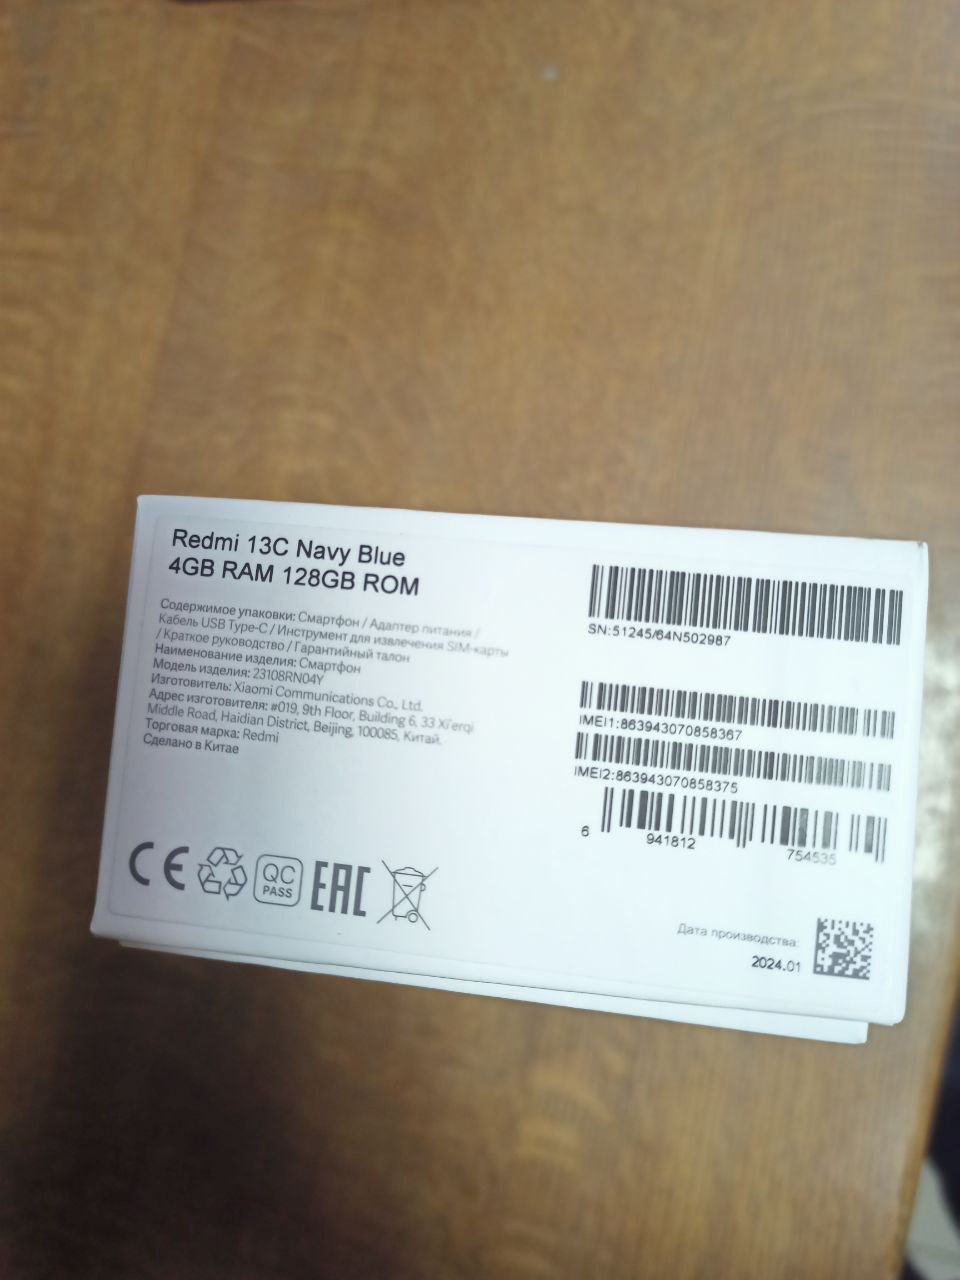 Redmi 13C Navy Blue
4GB RAM 128GB ROM
Содержимое упаковки: Смартфон / Адаптер питания /
Кабель USB Type-C / Инструмент для извлечения SIM-карты
/ Краткое руководство / Гарантийный талон
Наименование изделия: Смартфон
Модель изделия: 23108RN04Y
Изготовитель: Xiaomi Communications Co., Ltd.
Адрес изготовителя: #019, 9th Floor, Building 6, 33 Xi'erqi
Middle Road, Haidian District, Beijing, 100085, Китай.
Торговая марка: Redmi
Сделано в Китае
CE
QC
PASS
EAC
SN:51245/64N502987
IMEI1:863943070858367
IMEI2:863943070858375
6 941812 754535
Дата производства:
2024.01